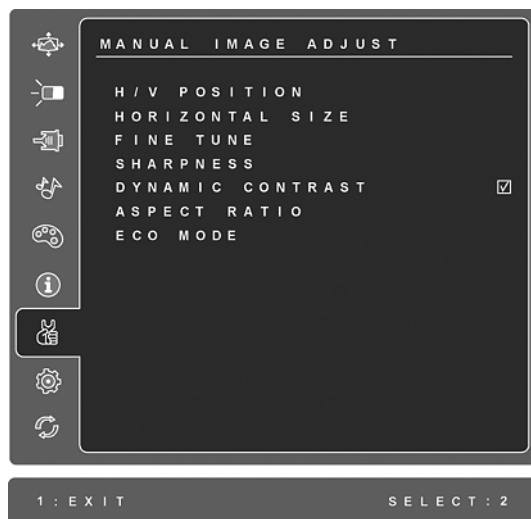 MANUAL IMAGE ADJUST
H/V POSITION
HORIZONTAL SIZE
FINE TUNE
SHARPNESS
DYNAMIC CONTRAST
ASPECT RATIO
ECO MODE
1:EXIT SELECT:2